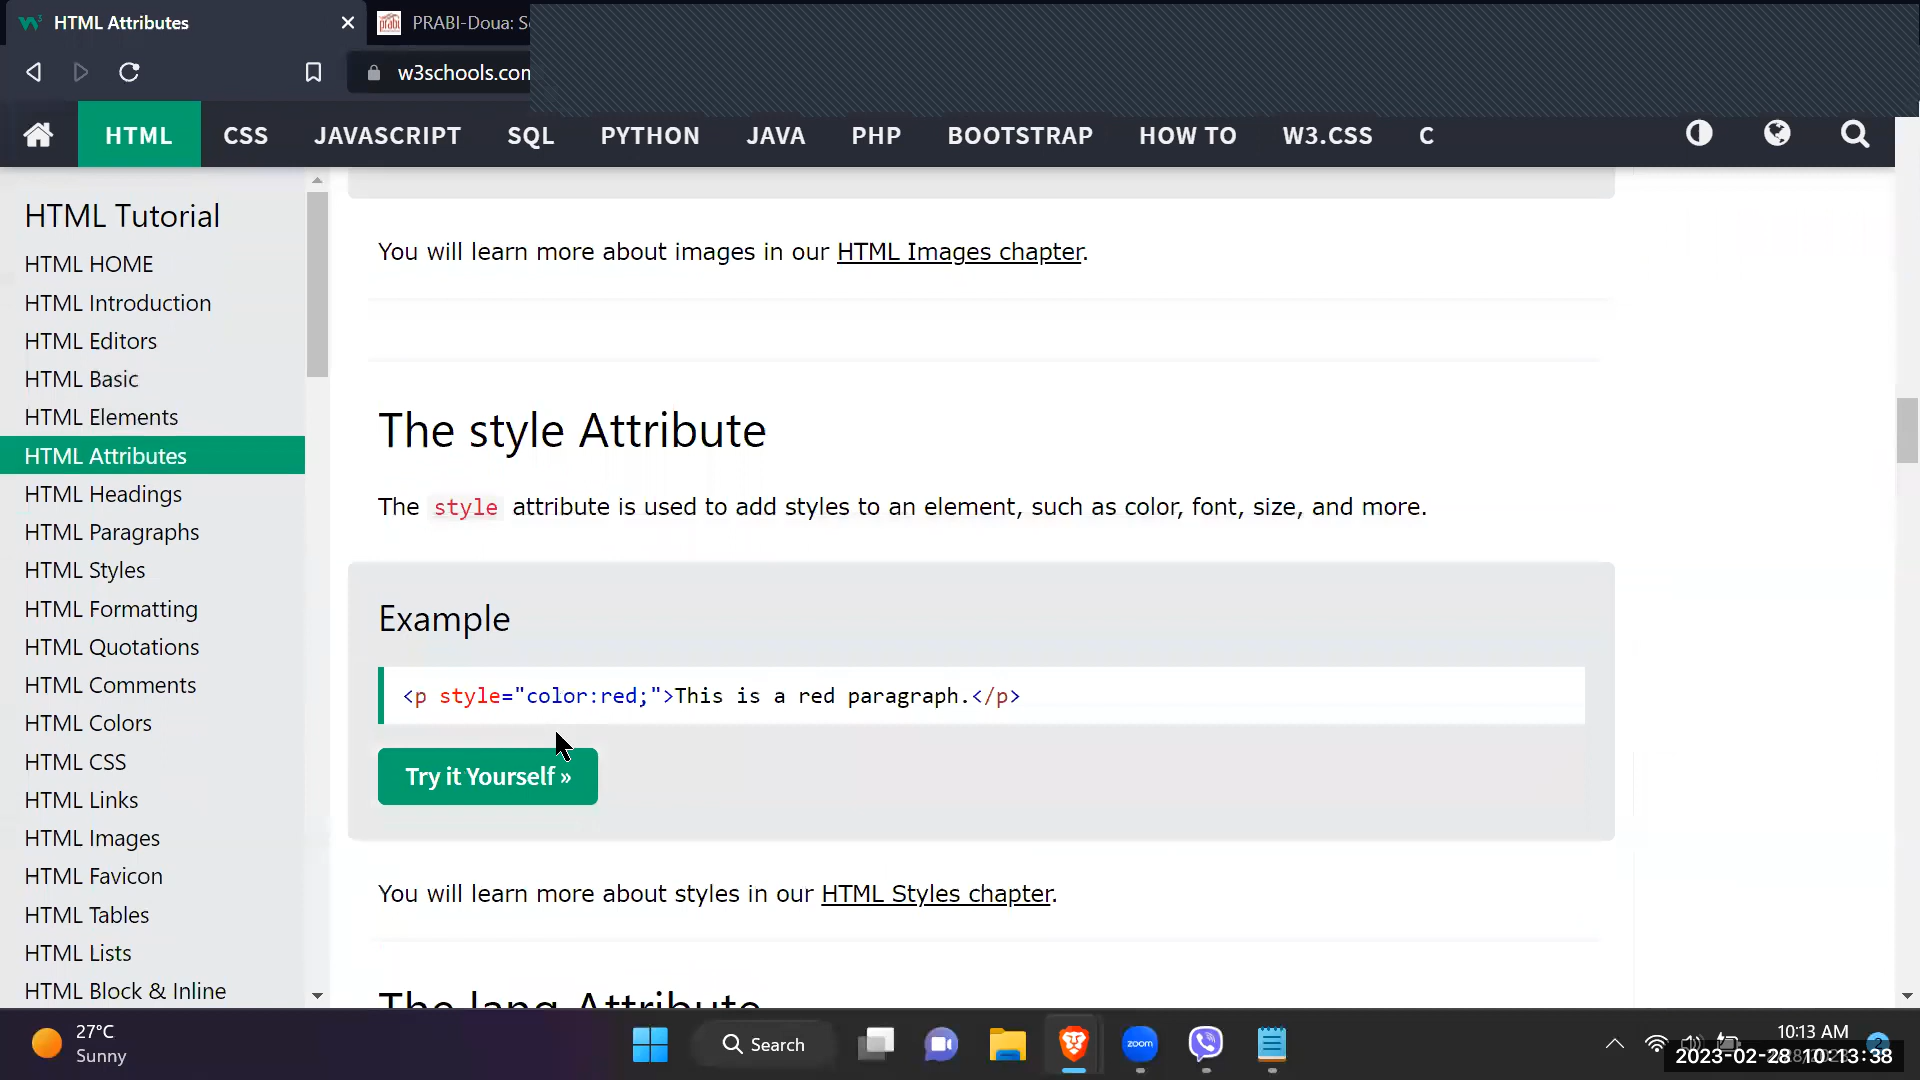 HTML Attributes
PRABI-Doua:
w3schools.com
HTML CSS JAVASCRIPT SQL PYTHON JAVA PHP BOOTSTRAP HOW TO W3.CSS C
HTML Tutorial
HTML HOME
HTML Introduction
HTML Editors
HTML Basic
HTML Elements
HTML Attributes
HTML Headings
HTML Paragraphs
HTML Styles
HTML Formatting
HTML Quotations
HTML Comments
HTML Colors
HTML CSS
HTML Links
HTML Images
HTML Favicon
HTML Tables
HTML Lists
HTML Block & Inline
You will learn more about images in our HTML Images chapter.
The style Attribute
The style attribute is used to add styles to an element, such as color, font, size, and more.
Example
<p style="color:red;">This is a red paragraph.</p>
Try it Yourself »
You will learn more about styles in our HTML Styles chapter.
The lang Attribute
27°C
Sunny
Search
zoom
10:13 AM
2
2023-02-28 10:13:38